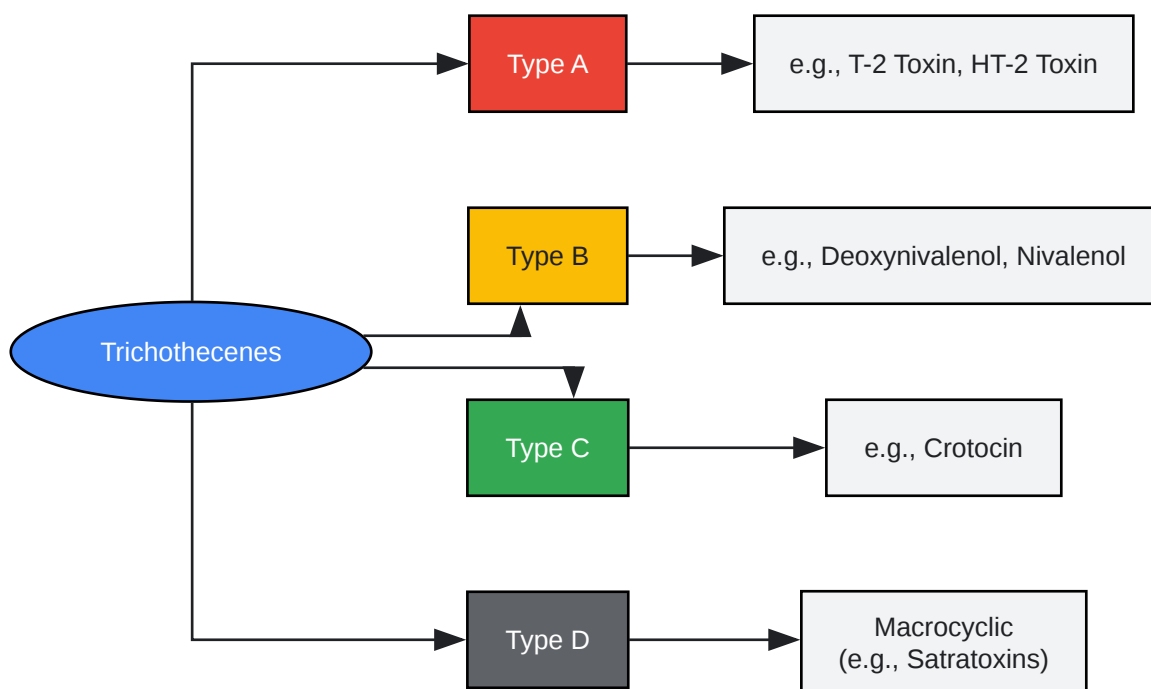 Type A
e.g., T-2 Toxin, HT-2 Toxin
Type B
e.g., Deoxynivalenol, Nivalenol
Trichothecenes
Type C
e.g., Crotocin
Type D
Macrocyclic
(e.g., Satratoxins)